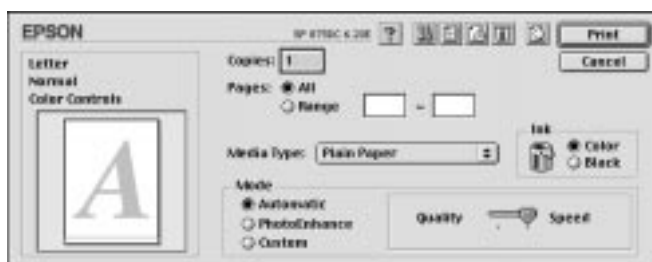 EPSON
?
Print
Cancel
Letter
Normal
Color Controls
A
Copies: 1
Pages: All
Range -
Media Type: Plain Paper
Ink
Color
Black
Mode
Automatic
PhotoEnhance
Custom
Quality Speed